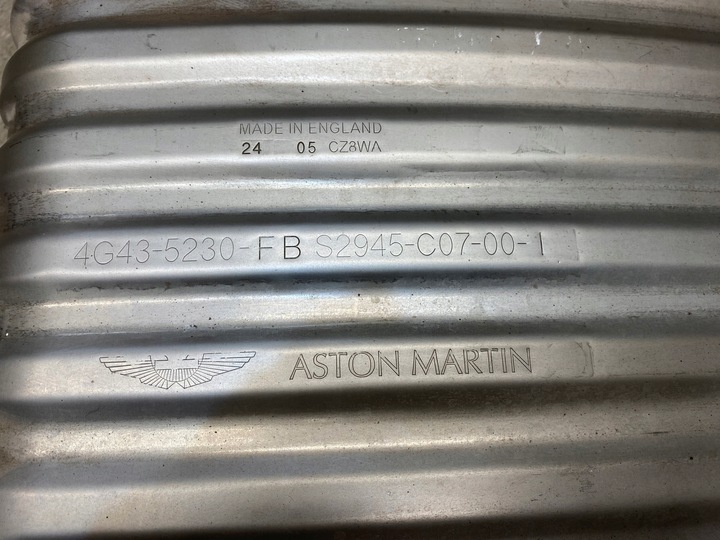 MADE IN ENGLAND
24 05 CZ8WA
4G43-5230-FB S2945-C07-00-1
ASTON MARTIN